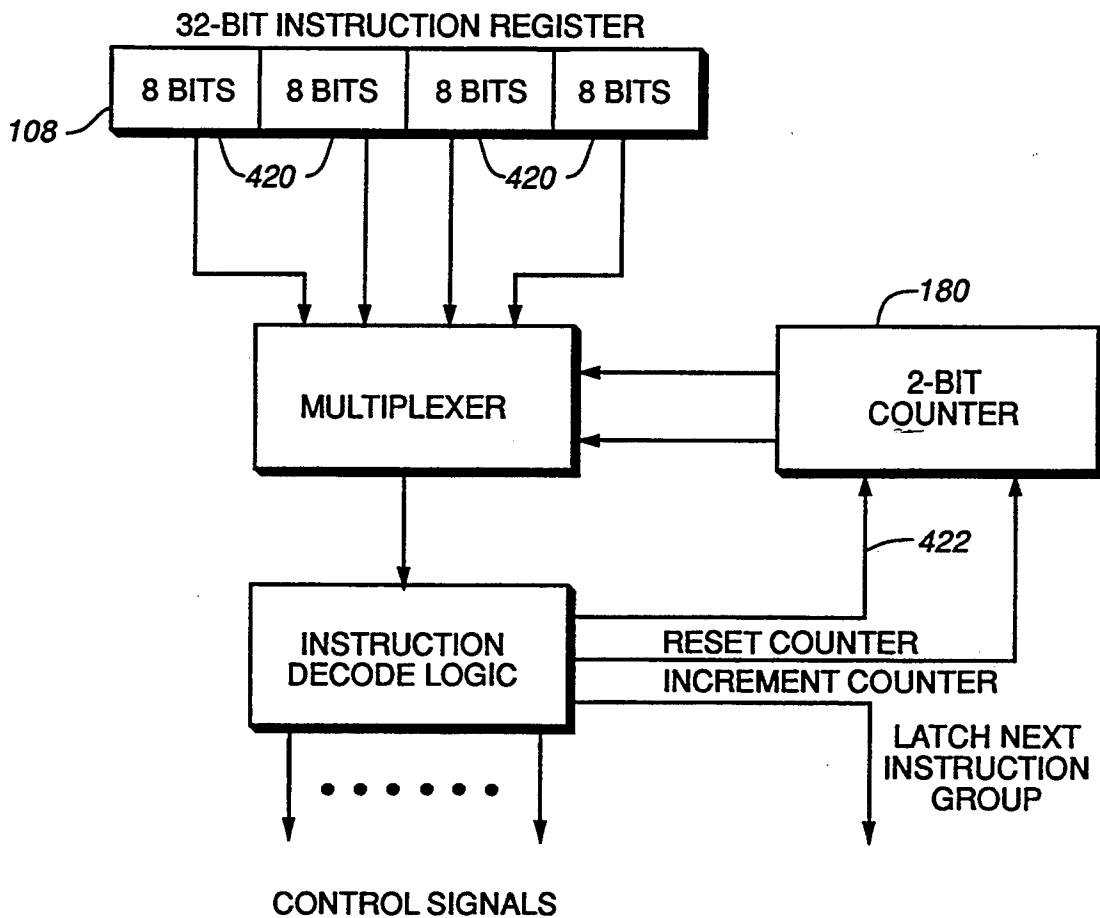 32-BIT INSTRUCTION REGISTER
8 BITS 8 BITS 8 BITS 8 BITS
108
420 420
180
MULTIPLEXER
2-BIT
COUNTER
422
INSTRUCTION
DECODE LOGIC
RESET COUNTER
INCREMENT COUNTER
LATCH NEXT
INSTRUCTION
GROUP
CONTROL SIGNALS